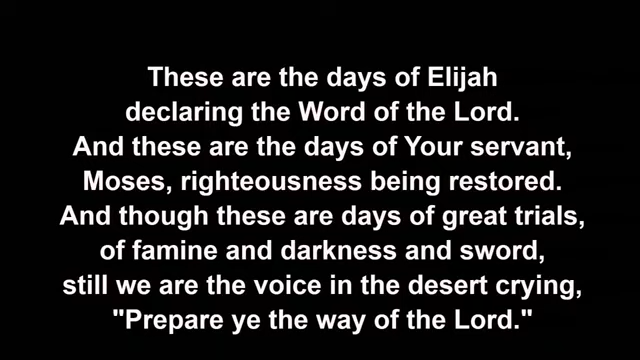 These are the days of Elijah
declaring the Word of the Lord.
And these are the days of Your servant,
Moses, righteousness being restored.
And though these are days of great trials,
of famine and darkness and sword,
still we are the voice in the desert crying,
"Prepare ye the way of the Lord."